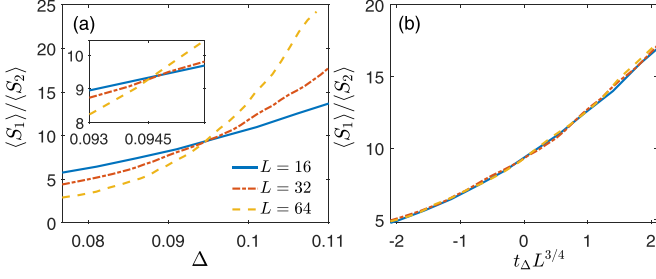 (a)
⟨S₁⟩/⟨S₂⟩
25
20
15
10
5
0
10
9
8
0.093
0.0945
L = 16
L = 32
L = 64
0.08
0.09
0.1
0.11
Δ
(b)
⟨S₁⟩/⟨S₂⟩
20
15
10
5
-2
-1
0
1
2
t_Δ L^{3/4}